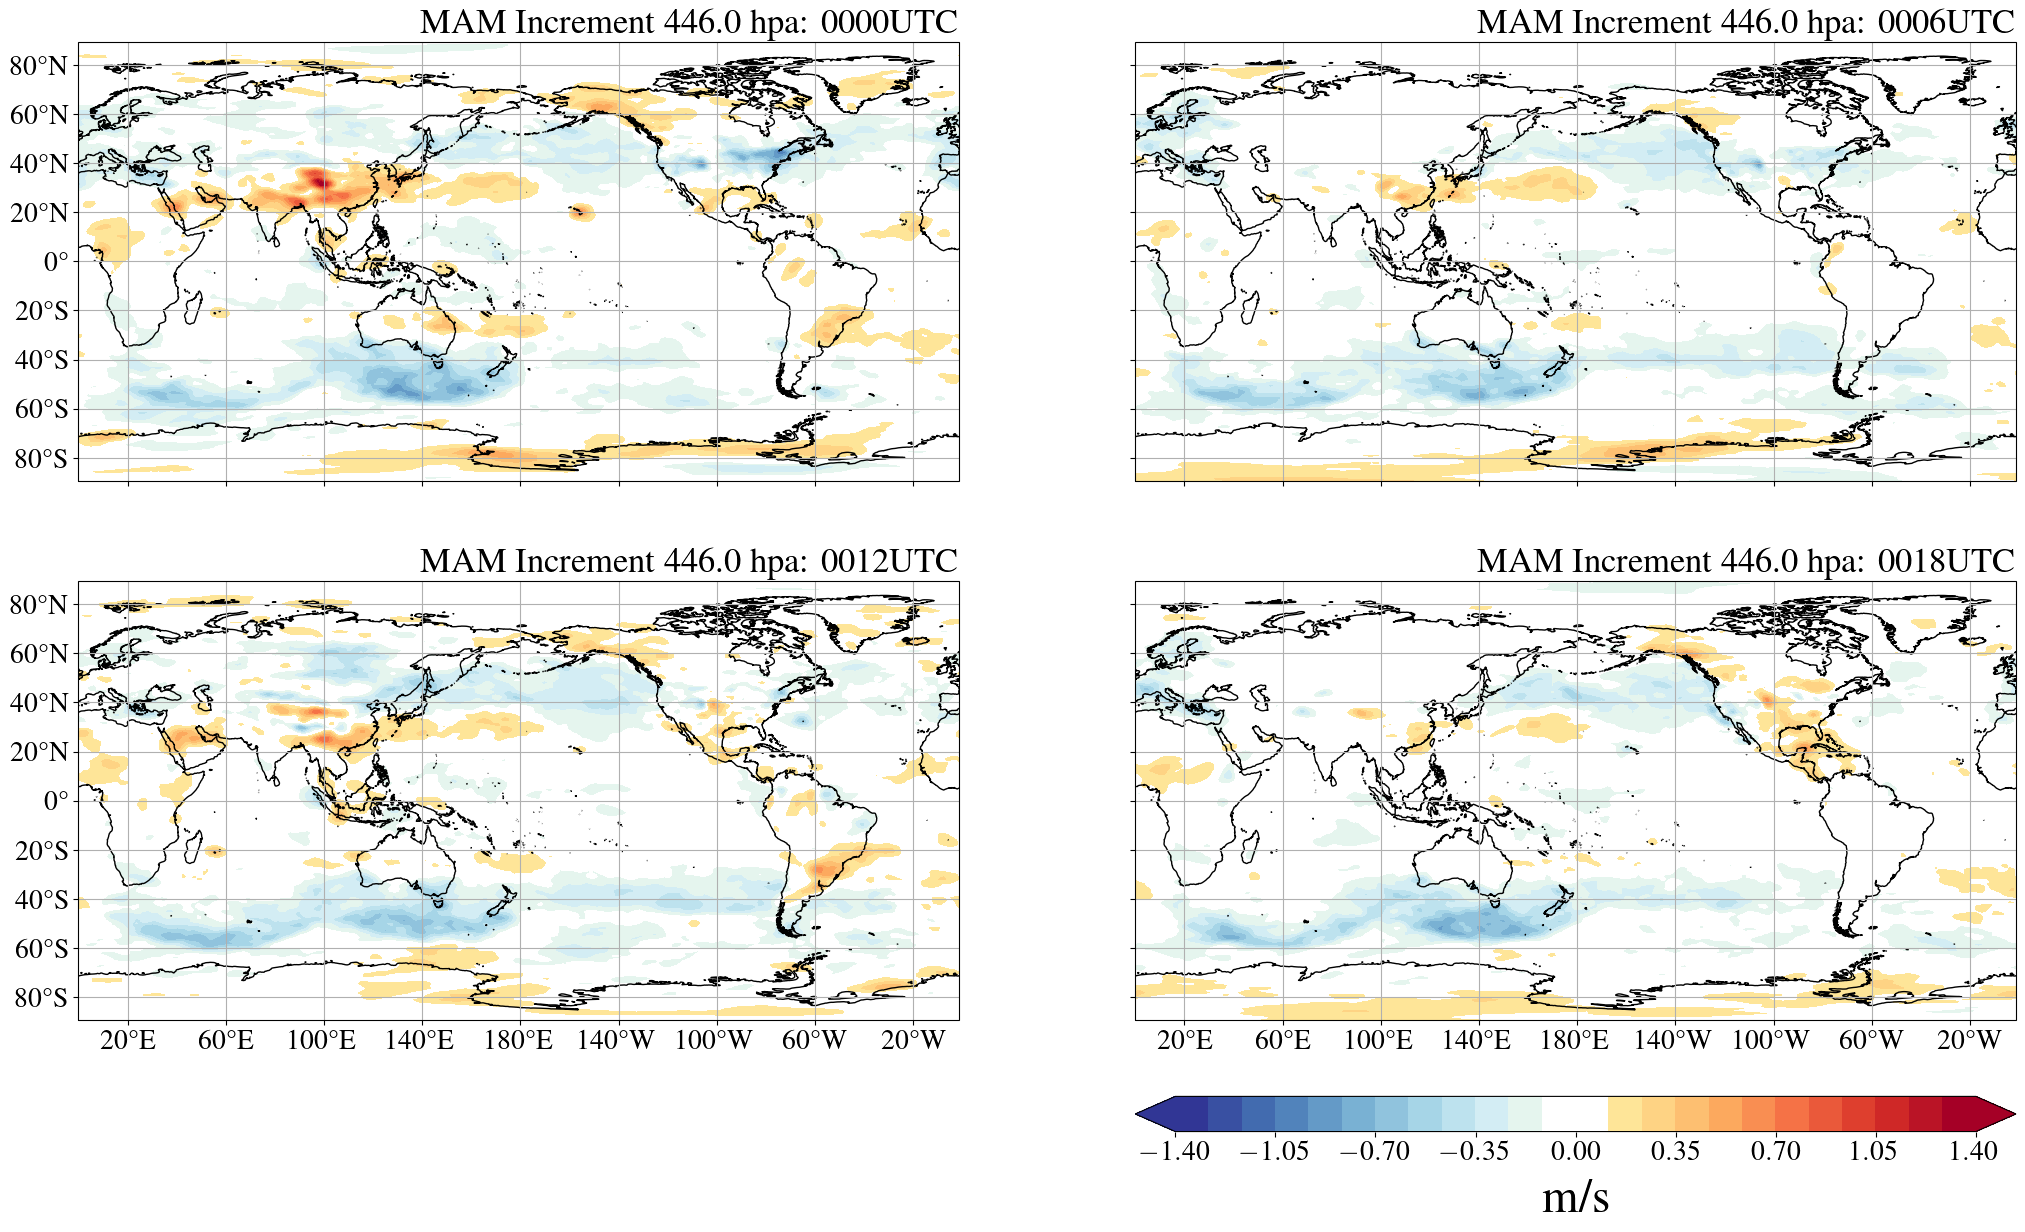 MAM Increment 446.0 hpa: 0000UTC
MAM Increment 446.0 hpa: 0006UTC
80°N
60°N
40°N
20°N
0°
20°S
40°S
60°S
80°S
MAM Increment 446.0 hpa: 0012UTC
MAM Increment 446.0 hpa: 0018UTC
80°N
60°N
40°N
20°N
0°
20°S
40°S
60°S
80°S
20°E 60°E 100°E 140°E 180°E 140°W 100°W 60°W 20°W
20°E 60°E 100°E 140°E 180°E 140°W 100°W 60°W 20°W
−1.40 −1.05 −0.70 −0.35 0.00 0.35 0.70 1.05 1.40
m/s